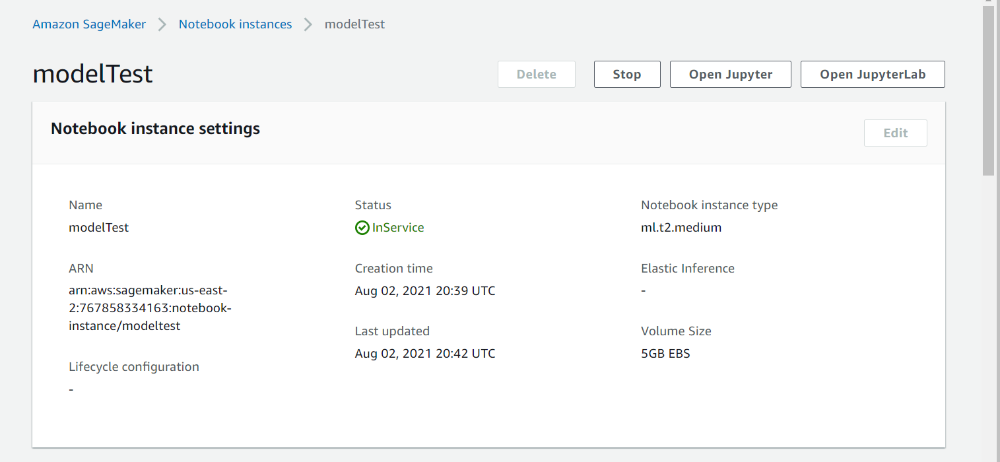 Amazon SageMaker > Notebook instances > modelTest
modelTest
Delete
Stop
Open Jupyter
Open JupyterLab
Notebook instance settings
Edit
Name
modelTest
ARN
arn:aws:sagemaker:us-east-
2:767858334163:notebook-
instance/modeltest
Lifecycle configuration
-
Status
InService
Creation time
Aug 02, 2021 20:39 UTC
Last updated
Aug 02, 2021 20:42 UTC
Notebook instance type
ml.t2.medium
Elastic Inference
-
Volume Size
5GB EBS